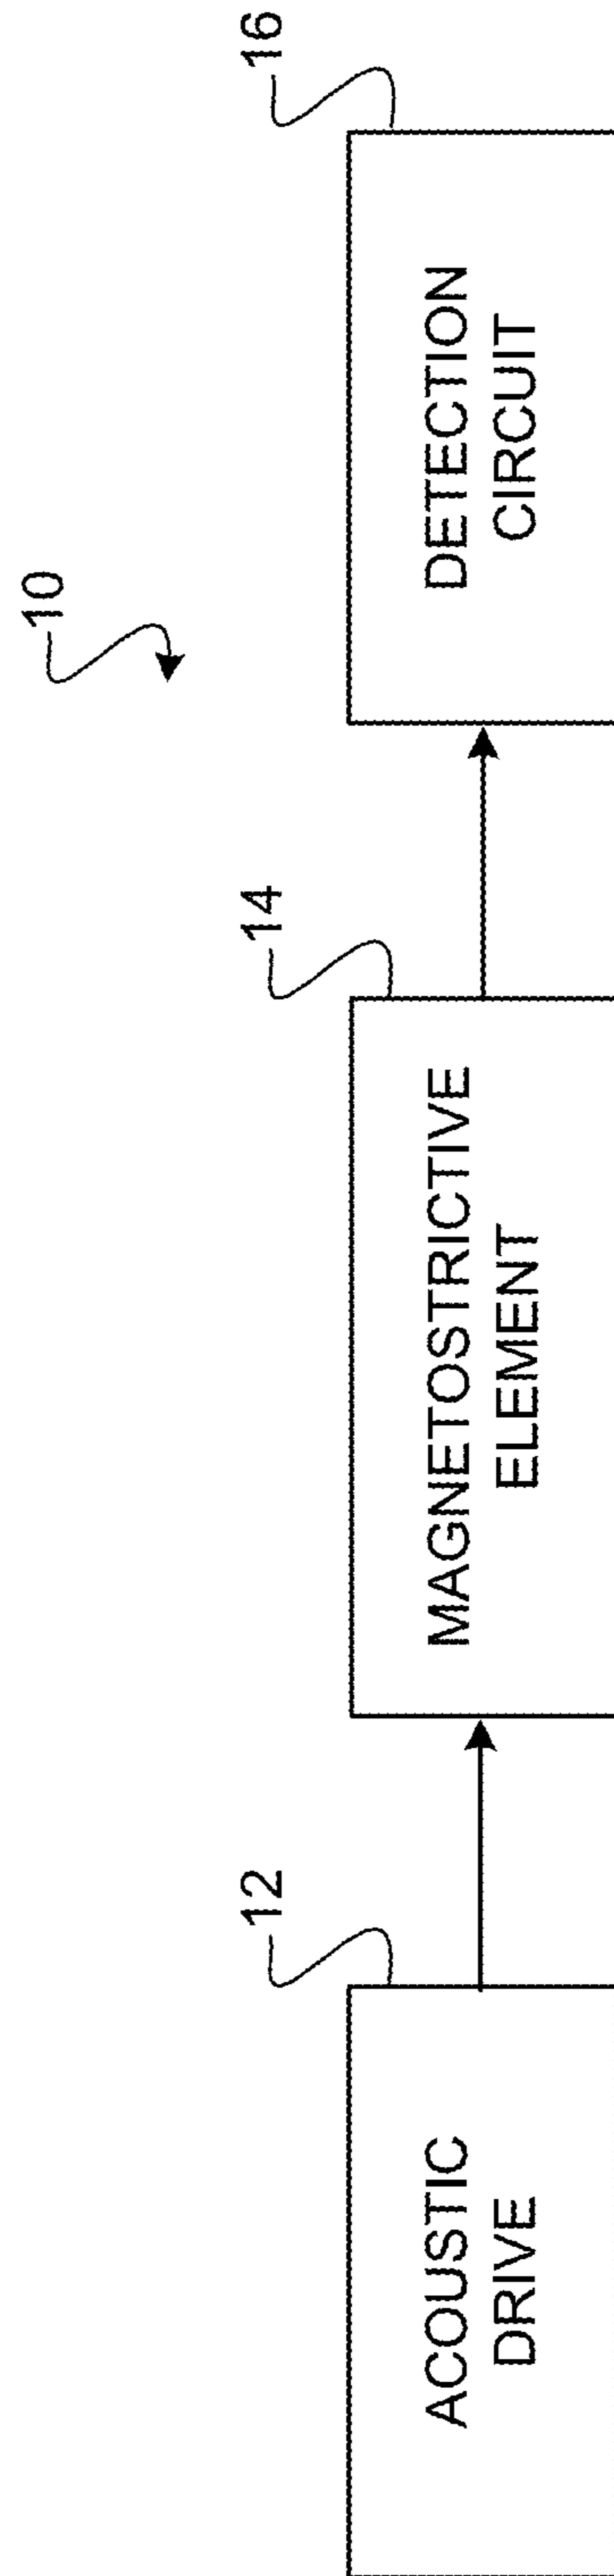 10
12
14
16
ACOUSTIC
DRIVE
MAGNETOSTRICTIVE
ELEMENT
DETECTION
CIRCUIT